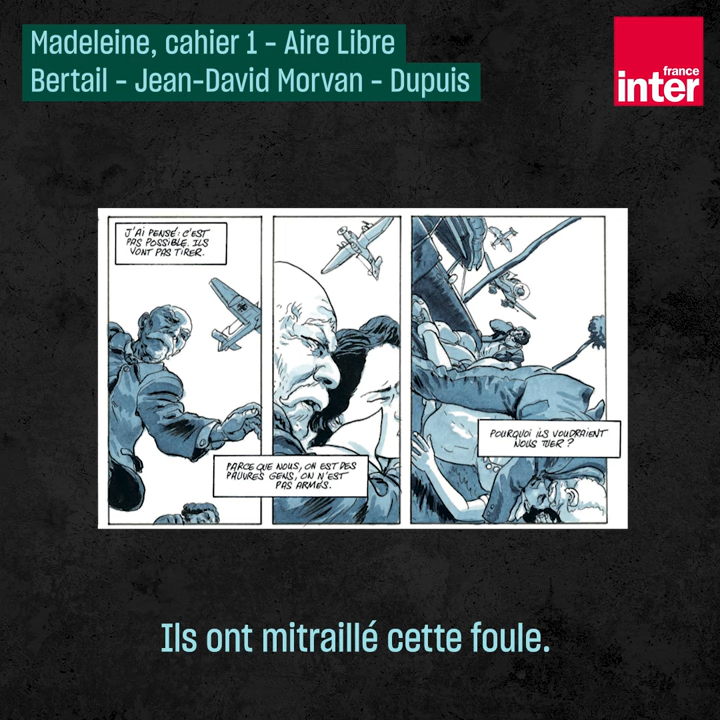 Madeleine, cahier 1 - Aire Libre
Bertail - Jean-David Morvan - Dupuis
france
inter
J'AI PENSÉ : C'EST
PAS POSSIBLE. ILS
VONT PAS TIRER.
PARCE QUE NOUS, ON EST DES
PAUVRES GENS, ON N'EST
PAS ARMÉS.
POURQUOI ILS VOUDRAIENT
NOUS TUER ?
Ils ont mitraillé cette foule.